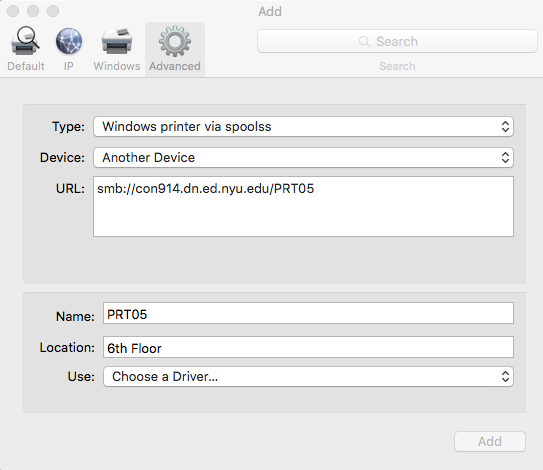 Add
Default IP Windows Advanced
Search
Search
Type: Windows printer via spoolss
Device: Another Device
URL: smb://con914.dn.ed.nyu.edu/PRT05
Name: PRT05
Location: 6th Floor
Use: Choose a Driver...
Add